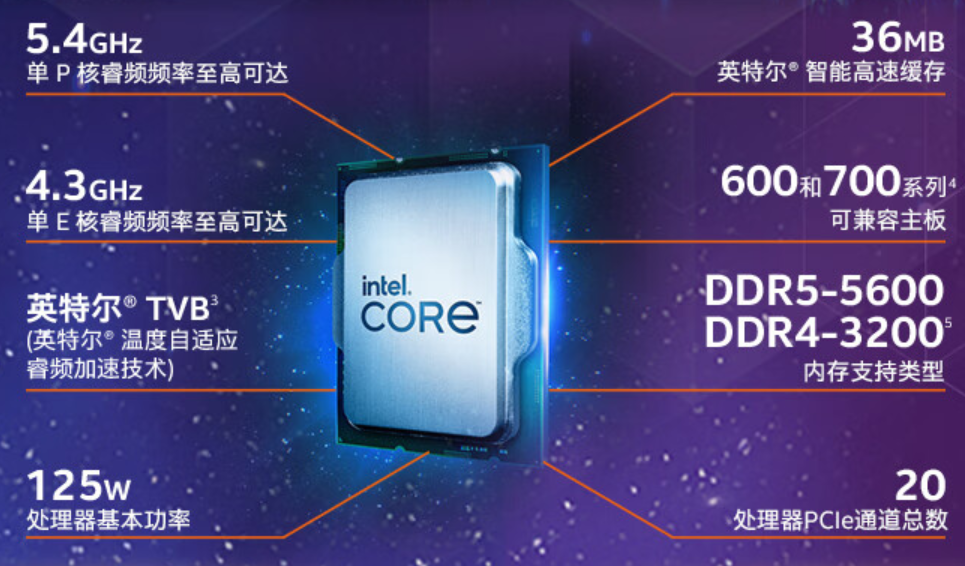 5.4GHz
单 P 核睿频频率至高可达
4.3GHz
单 E 核睿频频率至高可达
英特尔® TVB³
(英特尔® 温度自适应
睿频加速技术)
125W
处理器基本功率
intel.
CORE™
36MB
英特尔® 智能高速缓存
600和700系列⁴
可兼容主板
DDR5-5600
DDR4-3200⁵
内存支持类型
20
处理器PCIe通道总数